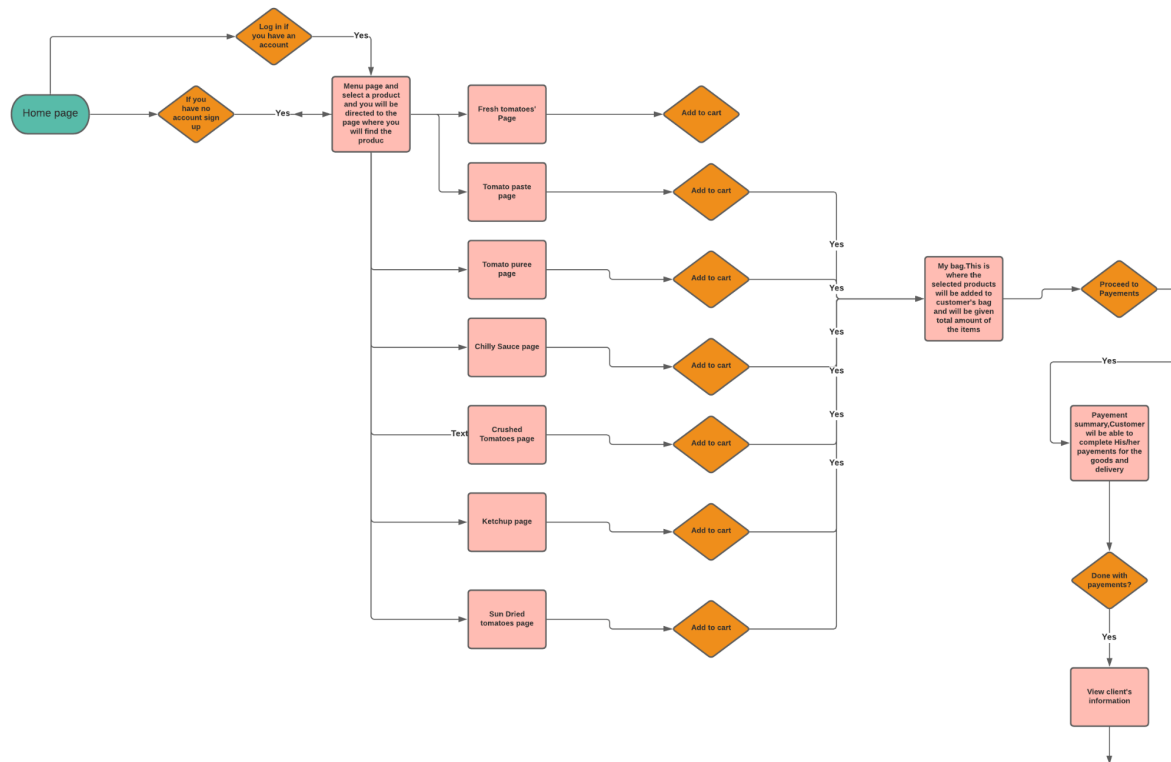 Log in if
you have an
account
Yes
Home page
If you
have no
account sign
up
Yes
Menu page and
select a product
and you will be
directed to the
page where you
will find the
produc
Fresh tomatoes'
Page
Add to cart
Tomato paste
page
Add to cart
Yes
Tomato puree
page
Add to cart
Yes
Yes
Chilly Sauce page
Add to cart
Yes
Text
Crushed
Tomatoes page
Add to cart
Yes
Yes
Ketchup page
Add to cart
Sun Dried
tomatoes page
Add to cart
My bag.This is
where the
selected products
will be added to
customer's bag
and will be given
total amount of
the items
Proceed to
Payements
Yes
Payement
summary,Customer
wil be able to
complete His/her
payements for the
goods and
delivery
Done with
payements?
Yes
View client's
information